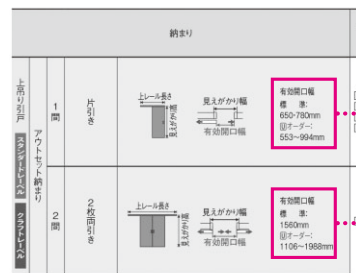 納まり
上吊り引戸
スタンダードレーベル
クラフトレーベル
アウトセット納まり
1間
片引き
上レール長さ
見えがかり高
見えがかり幅
有効開口幅
有効開口幅
標　準:
650・780mm
オーダー:
553～994mm
2間
2枚両引き
上レール長さ
見えがかり高
見えがかり幅
有効開口幅
有効開口幅
標　準:
1560mm
オーダー:
1106～1988mm